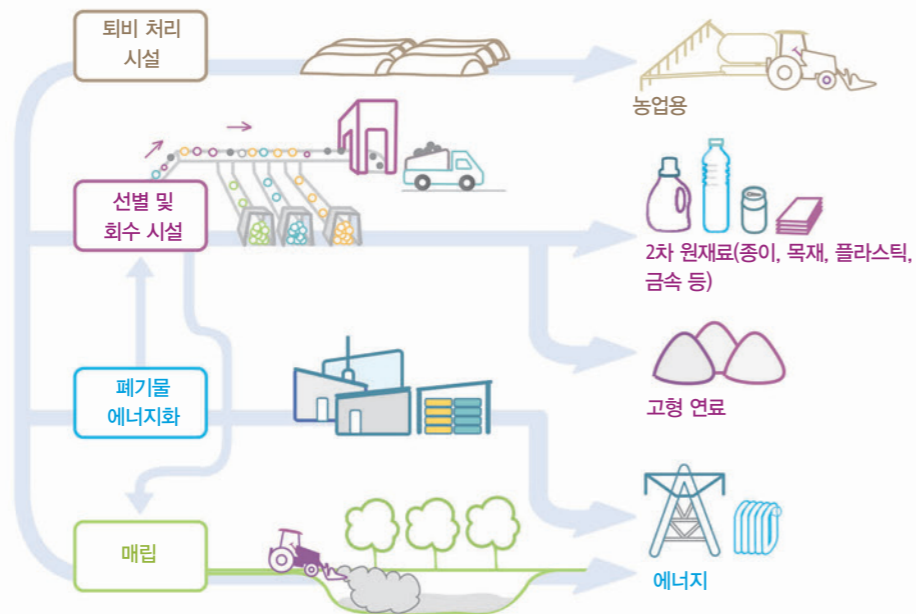 퇴비 처리
시설
농업용
선별 및
회수 시설
2차 원재료(종이, 목재, 플라스틱,
금속 등)
고형 연료
폐기물
에너지화
매립
에너지